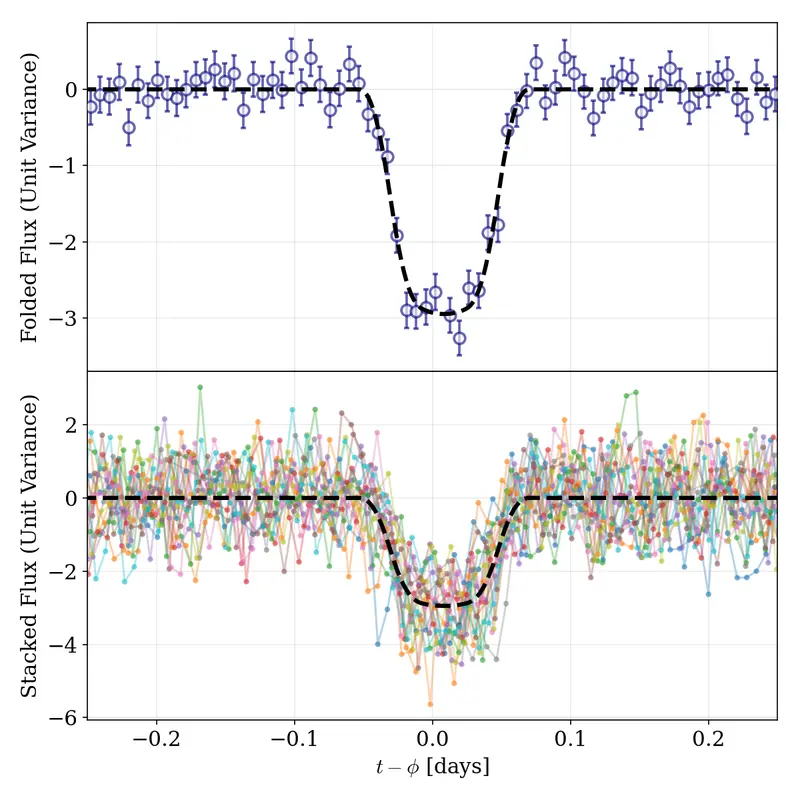 Folded Flux (Unit Variance)
0
−1
−2
−3
Stacked Flux (Unit Variance)
2
0
−2
−4
−6
−0.2 −0.1 0.0 0.1 0.2
t − ϕ [days]